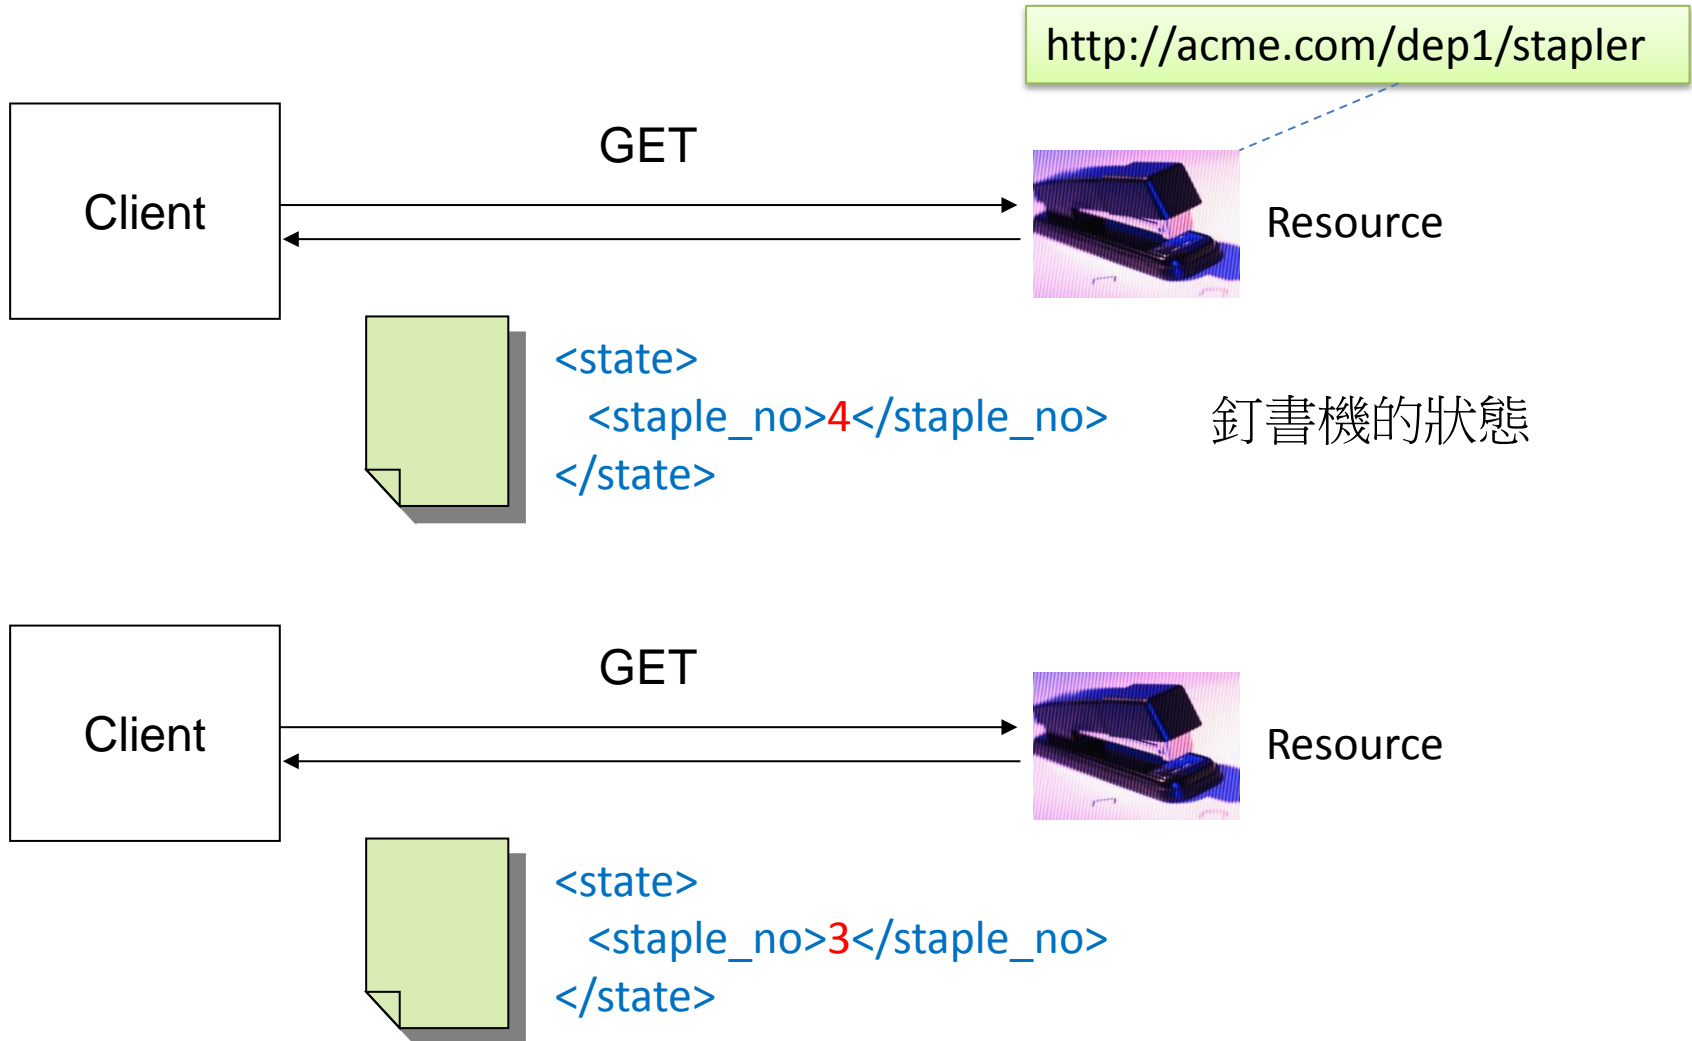 http://acme.com/dep1/stapler
GET
Client
Resource
<state>
<staple_no>4</staple_no>
釘書機的狀態
</state>
GET
Client
Resource
<state>
<staple_no>3</staple_no>
</state>